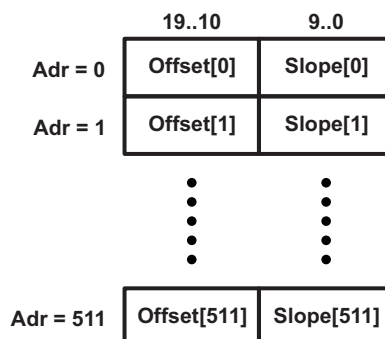 19..10 9..0
Adr = 0 Offset[0] Slope[0]
Adr = 1 Offset[1] Slope[1]
Adr = 511 Offset[511] Slope[511]